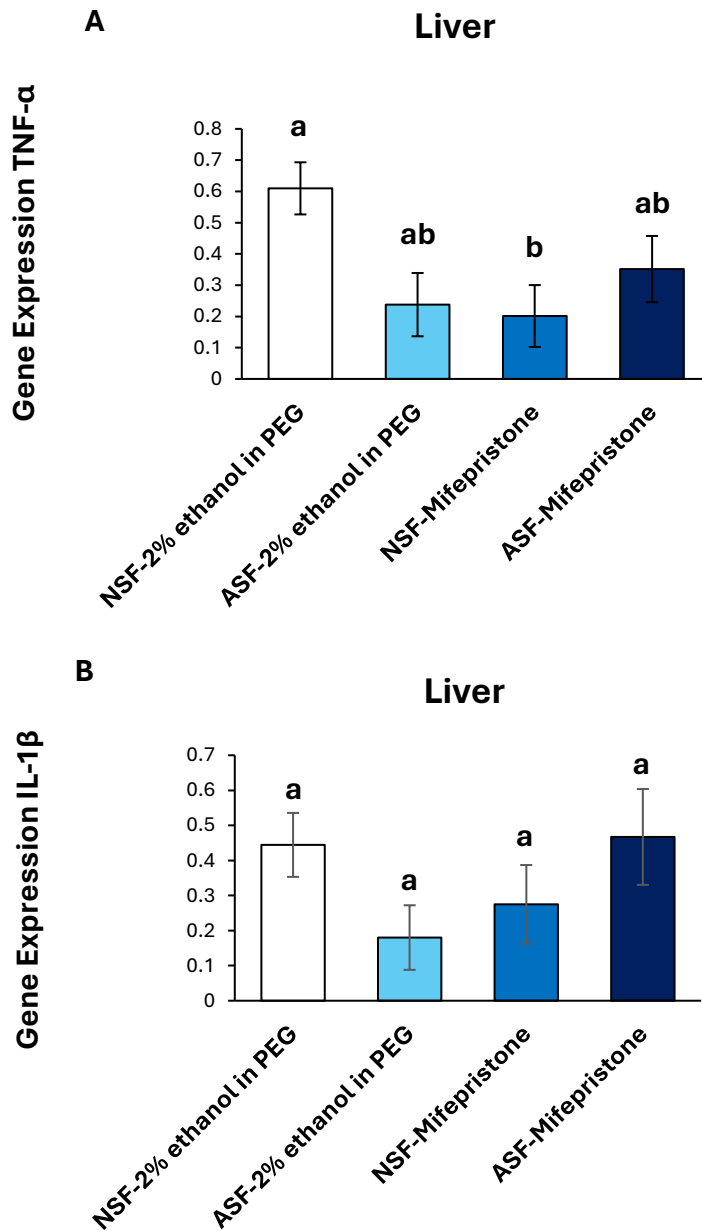 A
Liver
Gene Expression TNF-α
0.8
0.7
0.6
0.5
0.4
0.3
0.2
0.1
0
a
ab
b
ab
NSF-2% ethanol in PEG
ASF-2% ethanol in PEG
NSF-Mifepristone
ASF-Mifepristone
B
Liver
Gene Expression IL-1β
0.7
0.6
0.5
0.4
0.3
0.2
0.1
0
a
a
a
a
NSF-2% ethanol in PEG
ASF-2% ethanol in PEG
NSF-Mifepristone
ASF-Mifepristone